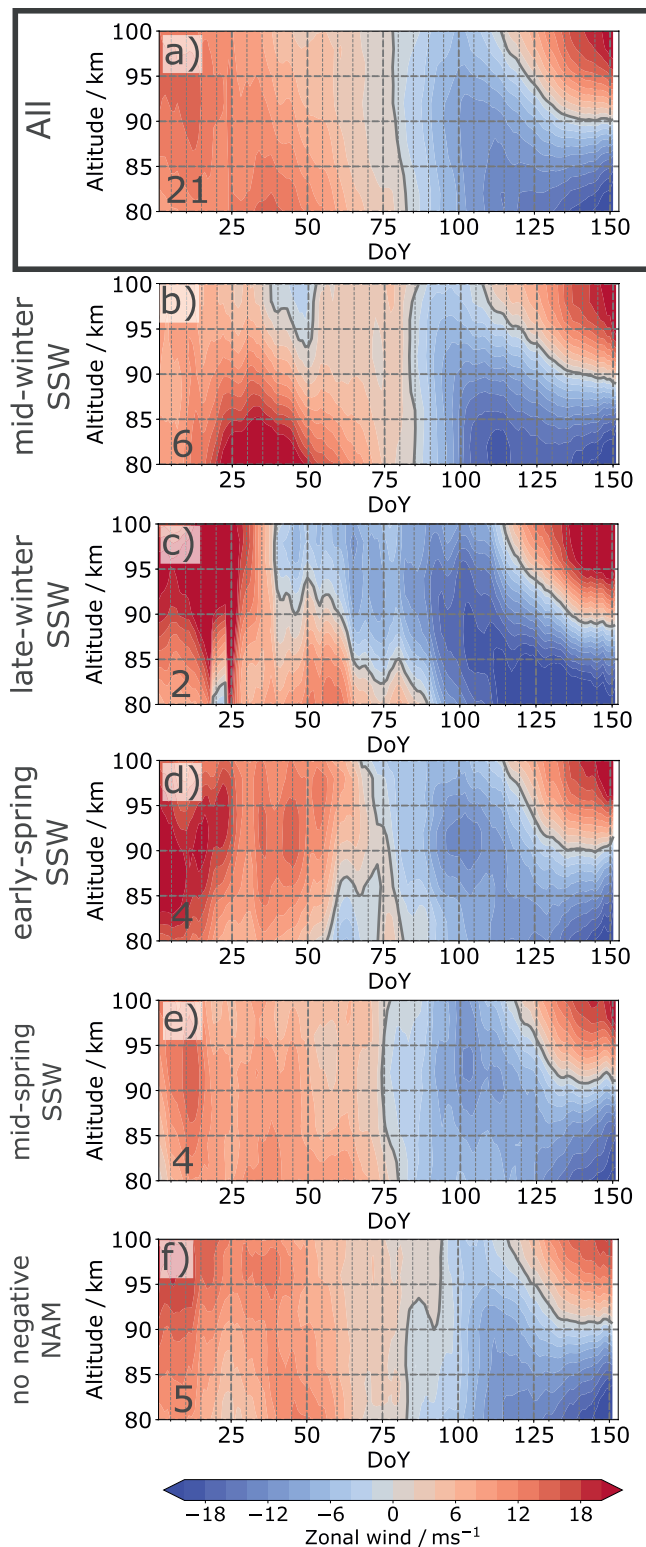 All
a)
21
Altitude / km
100
95
90
85
80
25 50 75 100 125 150
DoY
mid-winter
SSW
b)
6
Altitude / km
100
95
90
85
80
25 50 75 100 125 150
DoY
late-winter
SSW
c)
2
Altitude / km
100
95
90
85
80
25 50 75 100 125 150
DoY
early-spring
SSW
d)
4
Altitude / km
100
95
90
85
80
25 50 75 100 125 150
DoY
mid-spring
SSW
e)
4
Altitude / km
100
95
90
85
80
25 50 75 100 125 150
DoY
no negative
NAM
f)
5
Altitude / km
100
95
90
85
80
25 50 75 100 125 150
DoY
−18 −12 −6 0 6 12 18
Zonal wind / ms⁻¹